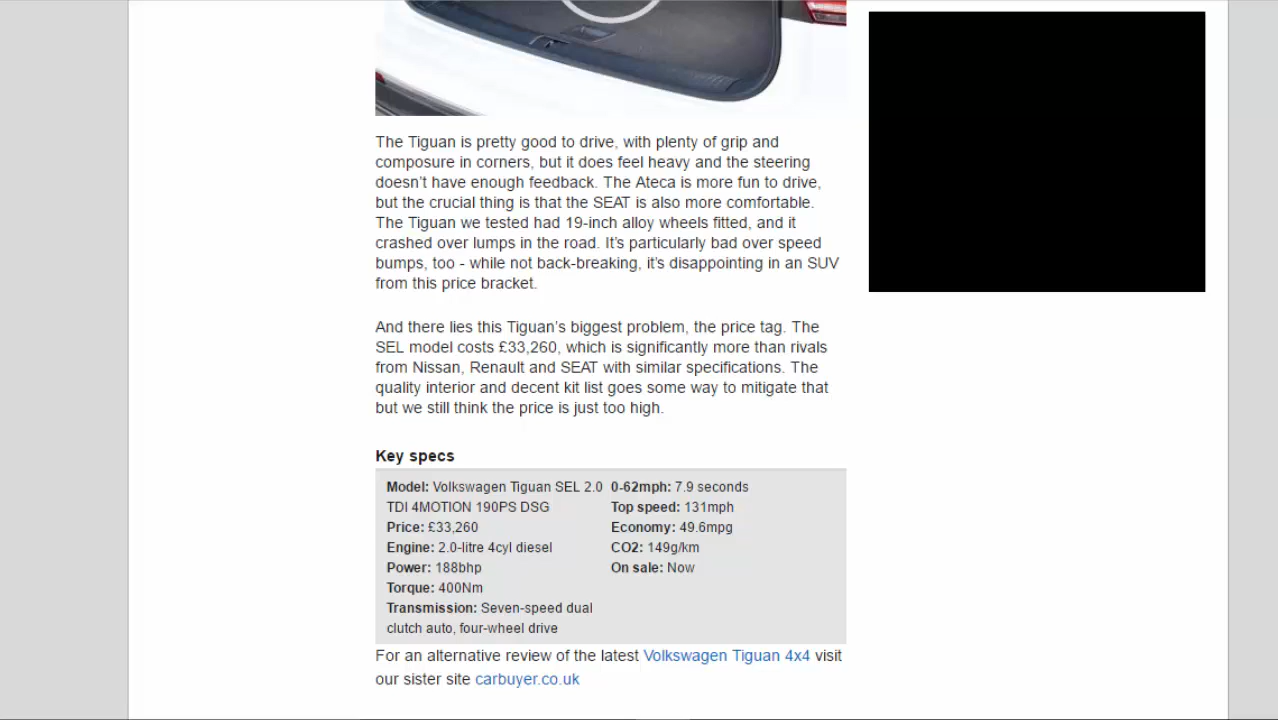 The Tiguan is pretty good to drive, with plenty of grip and
composure in corners, but it does feel heavy and the steering
doesn’t have enough feedback. The Ateca is more fun to drive,
but the crucial thing is that the SEAT is also more comfortable.
The Tiguan we tested had 19-inch alloy wheels fitted, and it
crashed over lumps in the road. It’s particularly bad over speed
bumps, too - while not back-breaking, it’s disappointing in an SUV
from this price bracket.
And there lies this Tiguan’s biggest problem, the price tag. The
SEL model costs £33,260, which is significantly more than rivals
from Nissan, Renault and SEAT with similar specifications. The
quality interior and decent kit list goes some way to mitigate that
but we still think the price is just too high.
Key specs
Model: Volkswagen Tiguan SEL 2.0
TDI 4MOTION 190PS DSG
Price: £33,260
Engine: 2.0-litre 4cyl diesel
Power: 188bhp
Torque: 400Nm
Transmission: Seven-speed dual
clutch auto, four-wheel drive
0-62mph: 7.9 seconds
Top speed: 131mph
Economy: 49.6mpg
CO2: 149g/km
On sale: Now
For an alternative review of the latest Volkswagen Tiguan 4x4 visit
our sister site carbuyer.co.uk